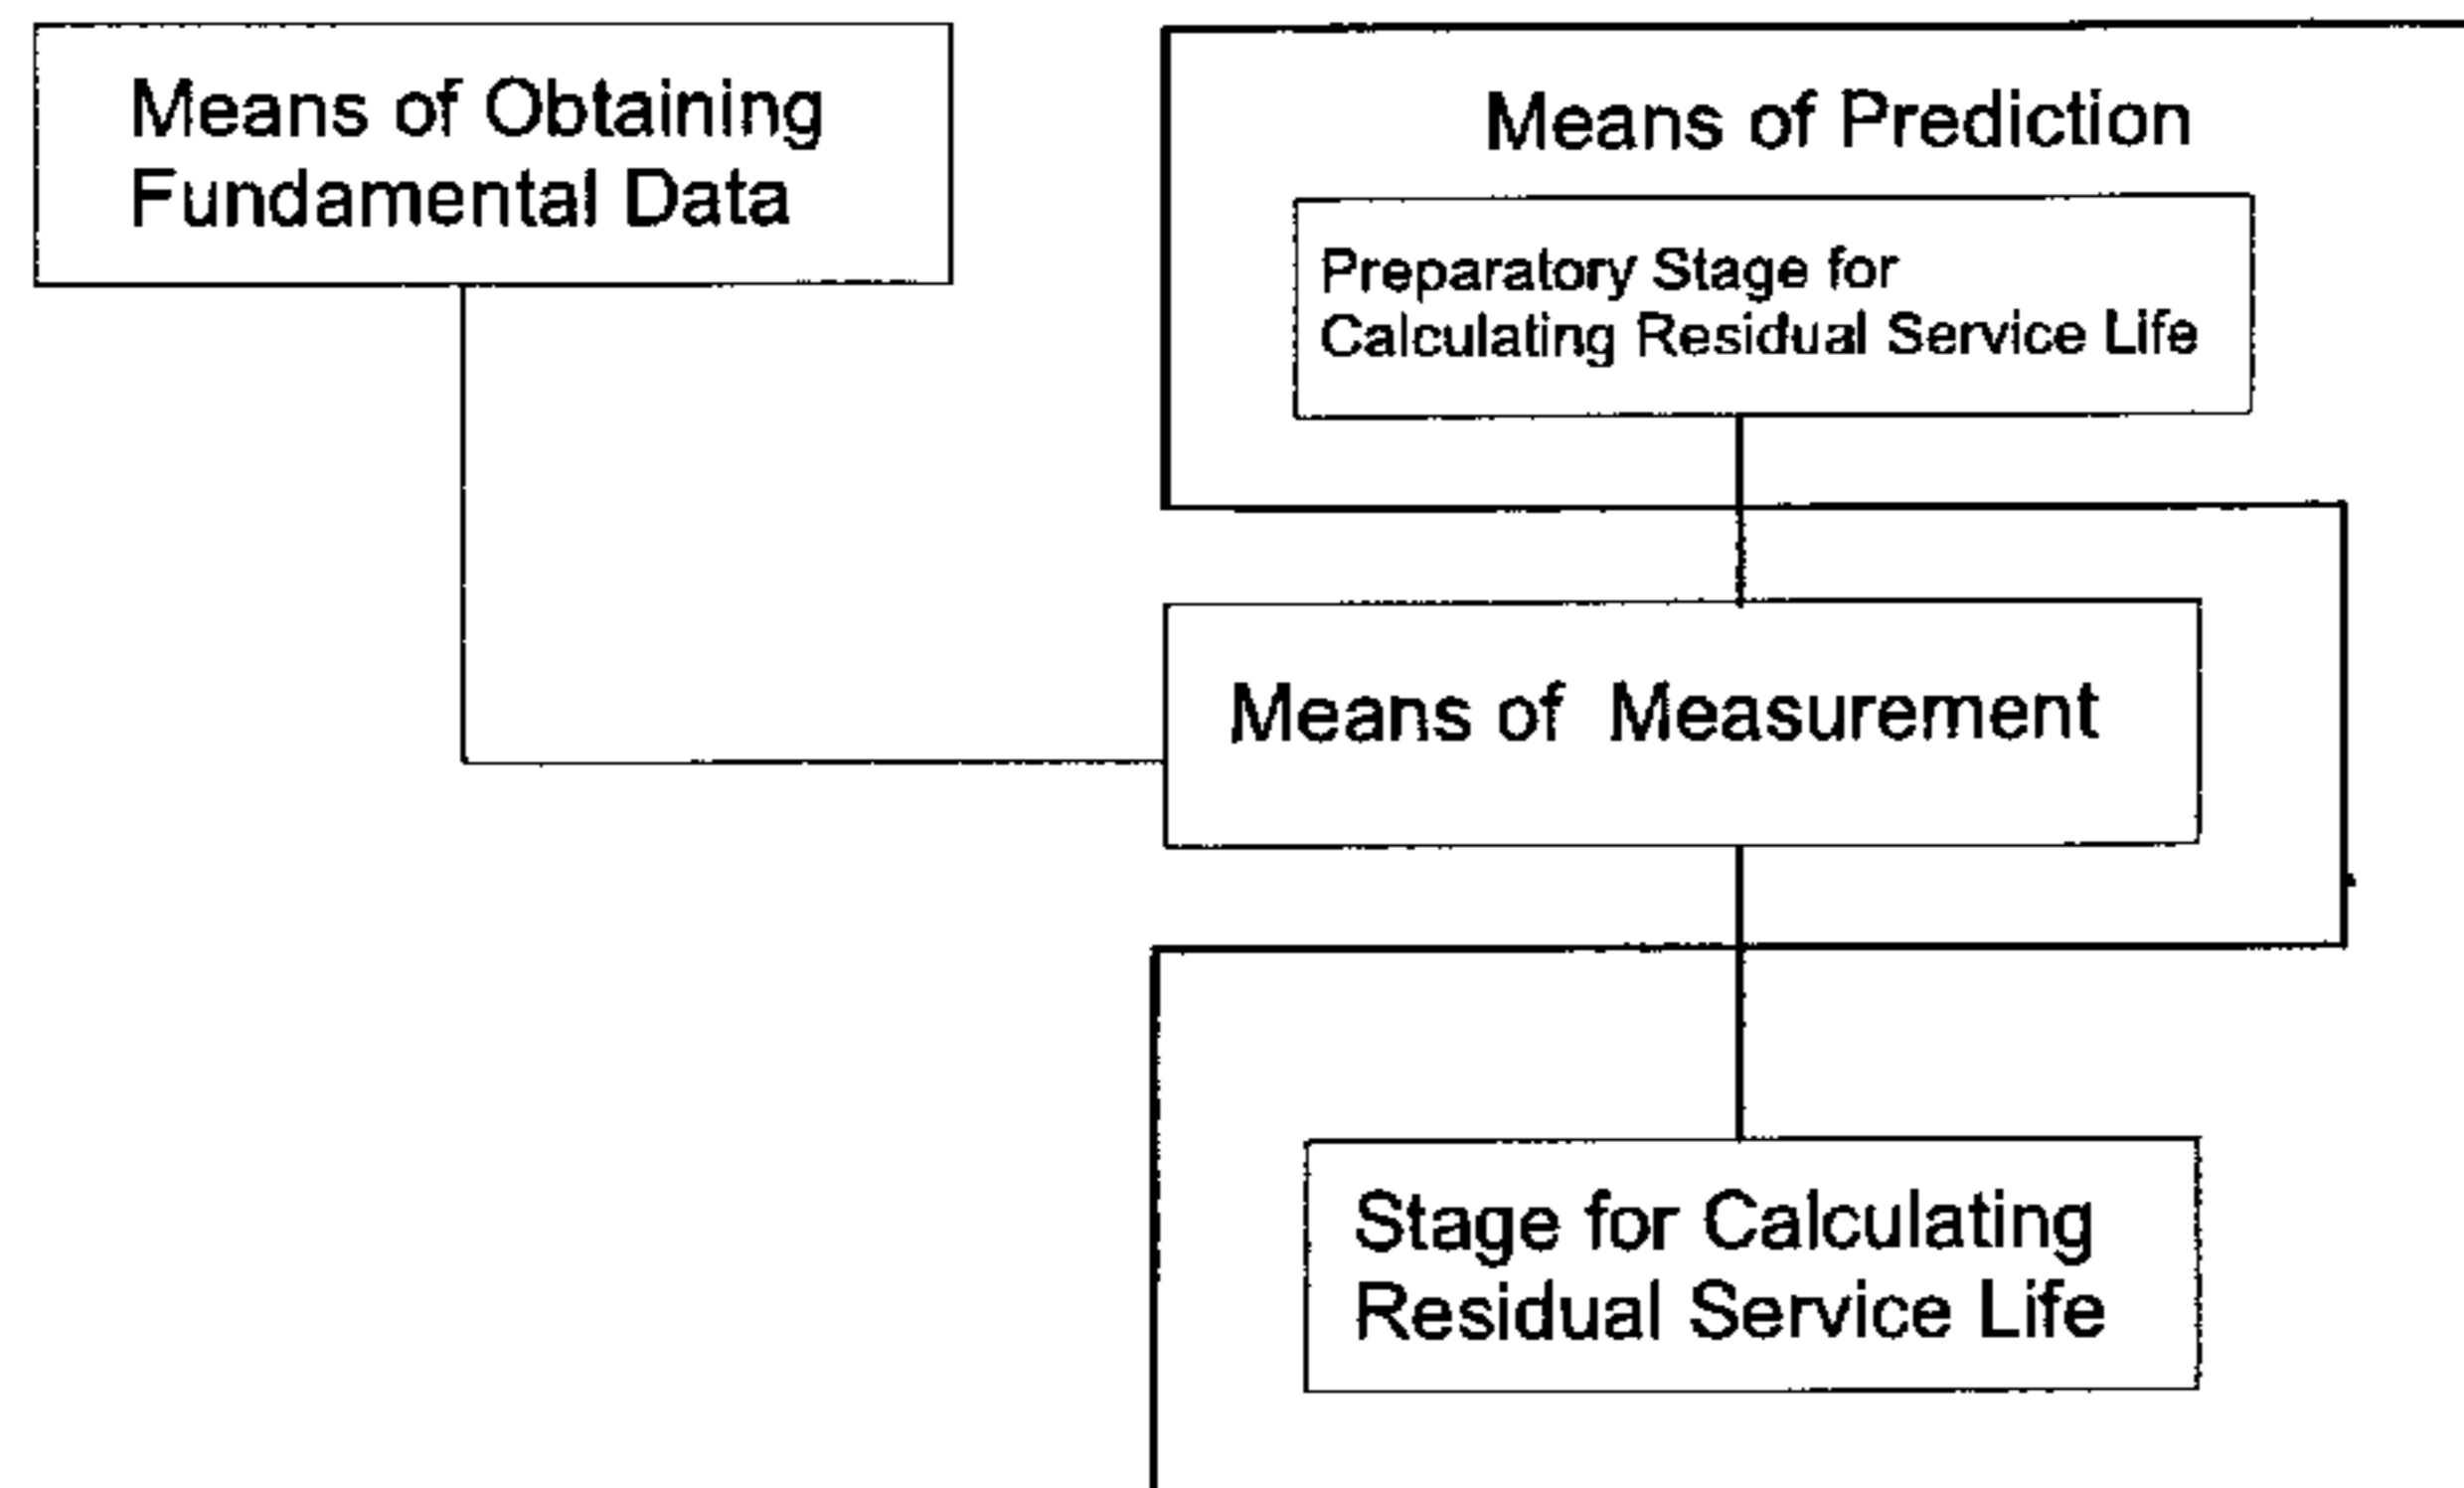 Means of Obtaining
Fundamental Data
Means of Prediction
Preparatory Stage for
Calculating Residual Service Life
Means of Measurement
Stage for Calculating
Residual Service Life